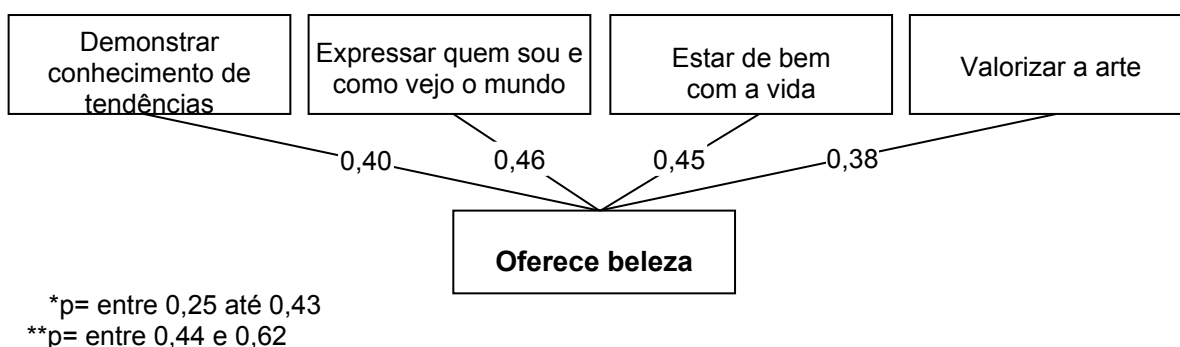 Demonstrar
conhecimento de
tendências
Expressar quem sou e
como vejo o mundo
Estar de bem
com a vida
Valorizar a arte
0,40
0,46
0,45
0,38
Oferece beleza
*p= entre 0,25 até 0,43
**p= entre 0,44 e 0,62